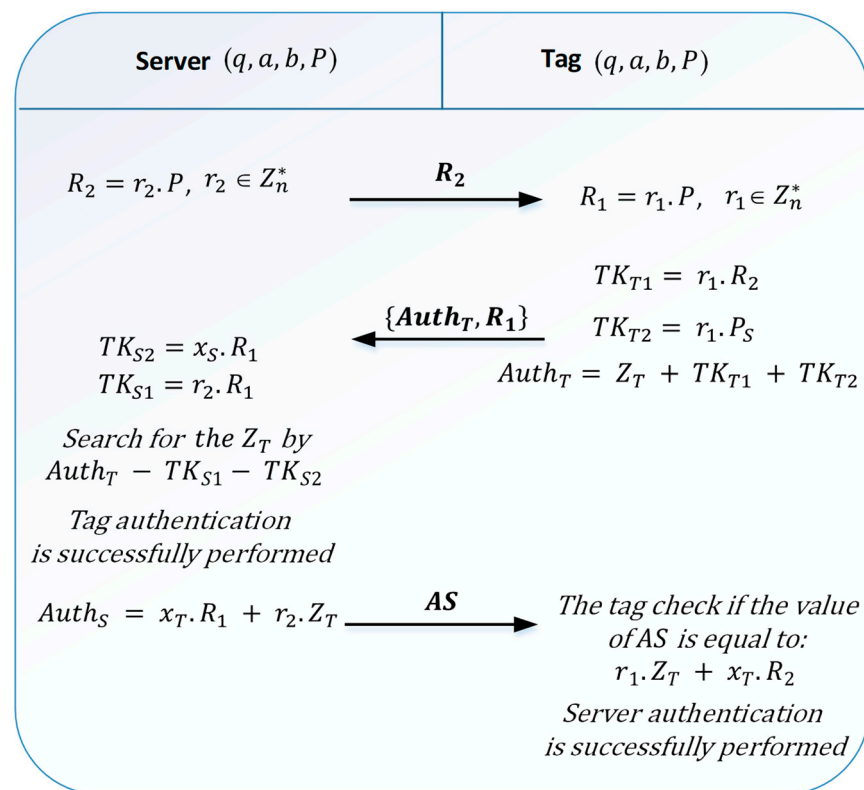 Server (q, a, b, P)
Tag (q, a, b, P)
R₂ = r₂. P, r₂ ∈ Zₙ*
R₂
R₁ = r₁. P, r₁ ∈ Zₙ*
TK_T1 = r₁. R₂
{Auth_T, R₁}
TK_T2 = r₁. P_S
TK_S2 = x_S. R₁
TK_S1 = r₂. R₁
Auth_T = Z_T + TK_T1 + TK_T2
Search for the Z_T by
Auth_T − TK_S1 − TK_S2
Tag authentication
is successfully performed
Auth_S = x_T. R₁ + r₂. Z_T
AS
The tag check if the value
of AS is equal to:
r₁. Z_T + x_T. R₂
Server authentication
is successfully performed